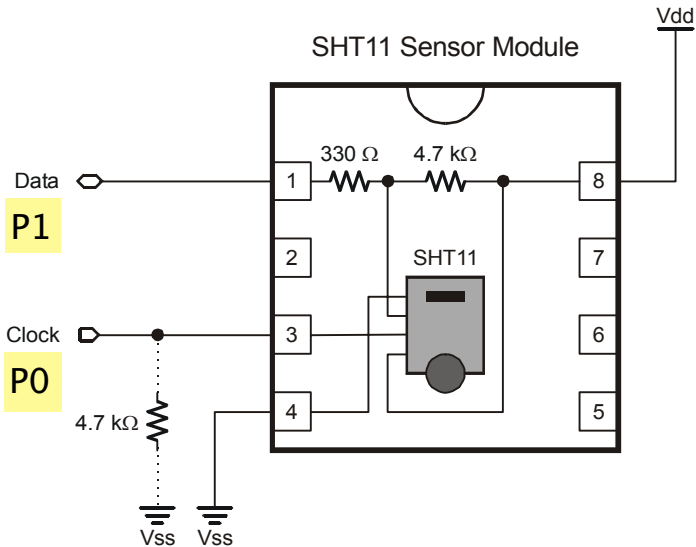 Vdd
SHT11 Sensor Module
330 Ω
4.7 kΩ
Data
1
8
P1
2
SHT11
7
Clock
3
6
P0
4.7 kΩ
4
5
Vss
Vss